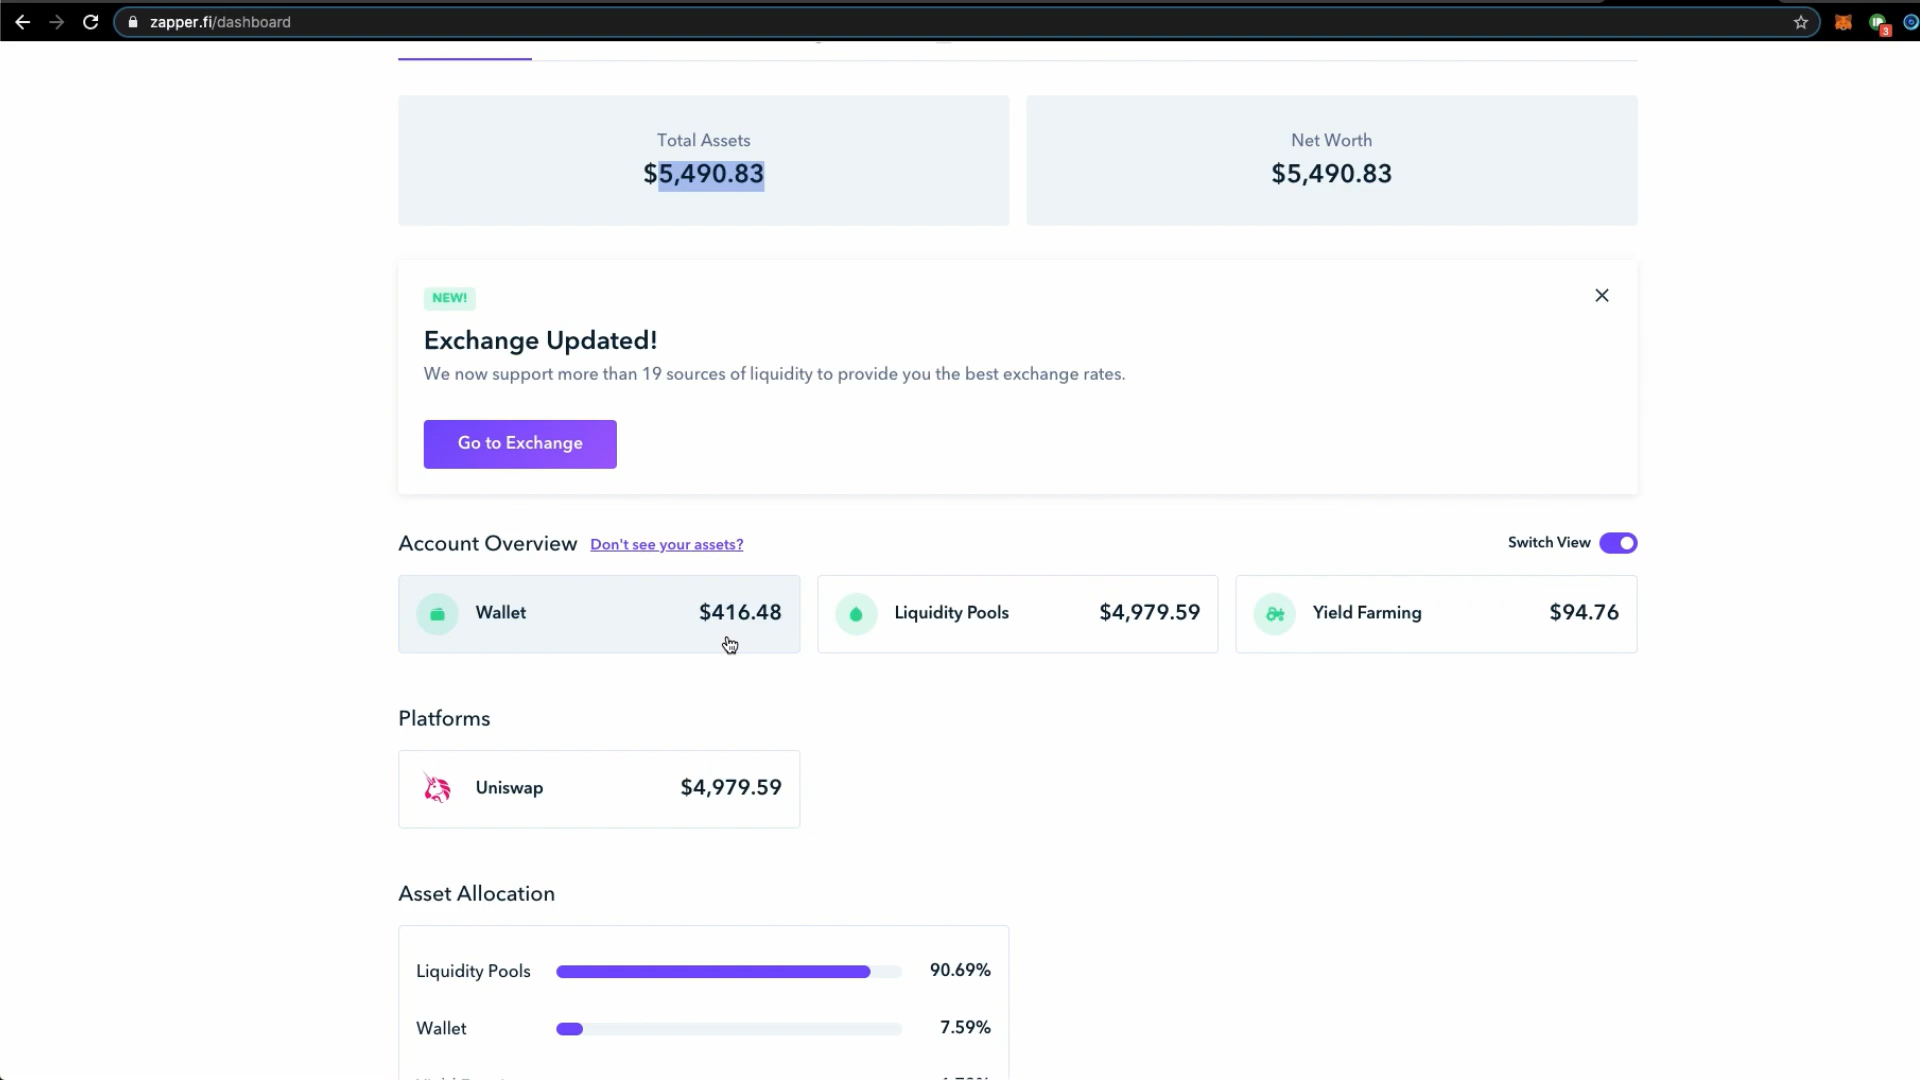 zapper.fi/dashboard
3
Total Assets
$5,490.83
Net Worth
$5,490.83
NEW!
Exchange Updated!
We now support more than 19 sources of liquidity to provide you the best exchange rates.
Go to Exchange
Account Overview Don't see your assets?
Switch View
Wallet $416.48
Liquidity Pools $4,979.59
Yield Farming $94.76
Platforms
Uniswap $4,979.59
Asset Allocation
Liquidity Pools 90.69%
Wallet 7.59%